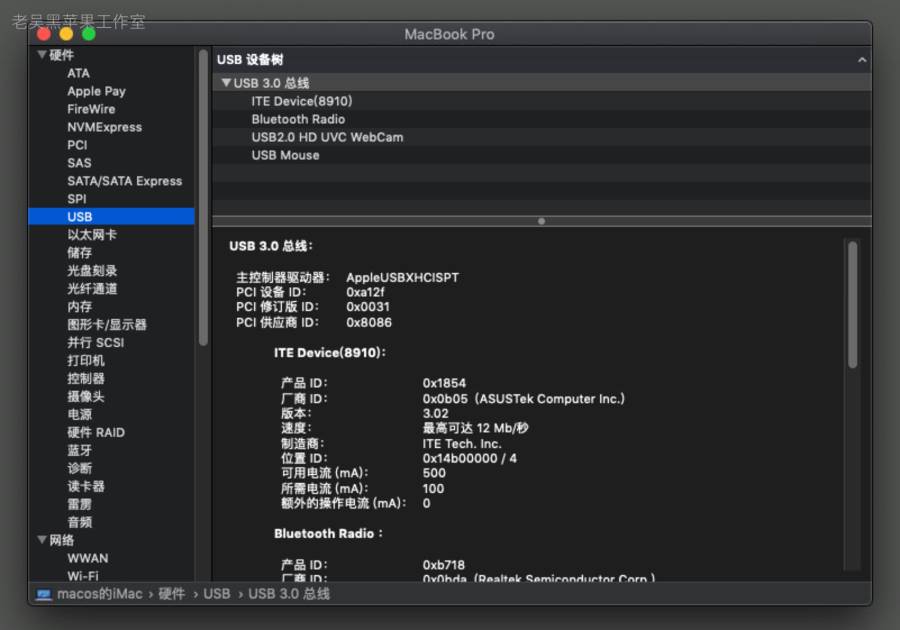 老吴黑苹果工作室
MacBook Pro
硬件
ATA
Apple Pay
FireWire
NVMExpress
PCI
SAS
SATA/SATA Express
SPI
USB
以太网卡
储存
光盘刻录
光纤通道
内存
图形卡/显示器
并行 SCSI
打印机
控制器
摄像头
电源
硬件 RAID
蓝牙
诊断
读卡器
雷雳
音频
网络
WWAN
Wi-Fi
USB 设备树
USB 3.0 总线
ITE Device(8910)
Bluetooth Radio
USB2.0 HD UVC WebCam
USB Mouse
USB 3.0 总线：
主控制器驱动器： AppleUSBXHCISPT
PCI 设备 ID： 0xa12f
PCI 修订版 ID： 0x0031
PCI 供应商 ID： 0x8086
ITE Device(8910)：
产品 ID： 0x1854
厂商 ID： 0x0b05 (ASUSTek Computer Inc.)
版本： 3.02
速度： 最高可达 12 Mb/秒
制造商： ITE Tech. Inc.
位置 ID： 0x14b00000 / 4
可用电流 (mA)： 500
所需电流 (mA)： 100
额外的操作电流 (mA)： 0
Bluetooth Radio：
产品 ID： 0xb718
厂商 ID： 0x0bda (Realtek Semiconductor Corp.)
macos的iMac › 硬件 › USB › USB 3.0 总线